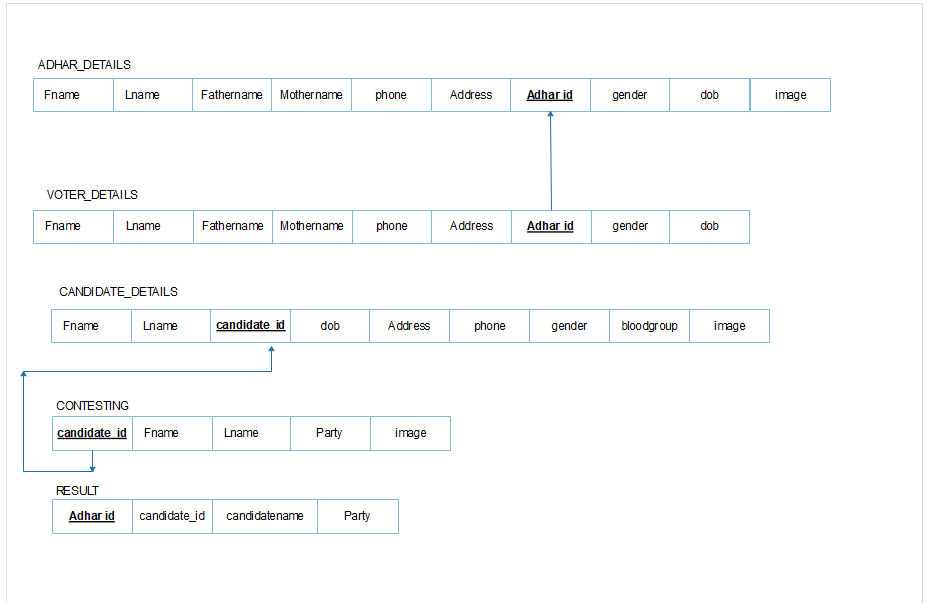 ADHAR_DETAILS
Fname Lname Fathername Mothername phone Address Adhar id gender dob image
VOTER_DETAILS
Fname Lname Fathername Mothername phone Address Adhar id gender dob
CANDIDATE_DETAILS
Fname Lname candidate_id dob Address phone gender bloodgroup image
CONTESTING
candidate_id Fname Lname Party image
RESULT
Adhar id candidate_id candidatename Party